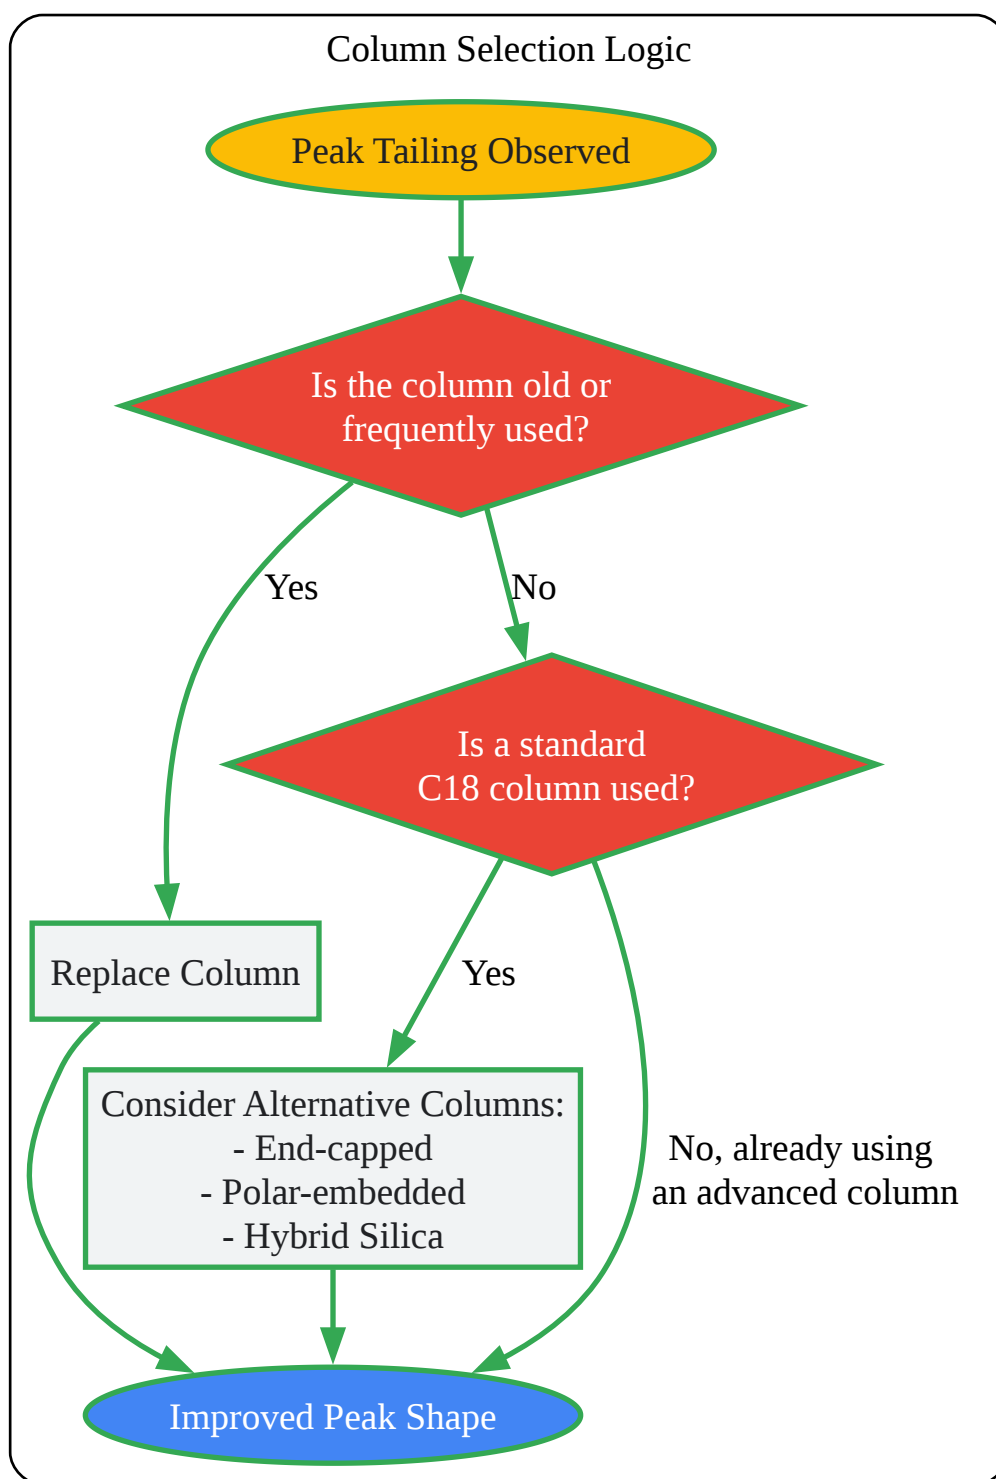 Column Selection Logic
Peak Tailing Observed
Is the column old or
frequently used?
Yes
No
Is a standard
C18 column used?
Replace Column
Yes
Consider Alternative Columns:
- End-capped
- Polar-embedded
- Hybrid Silica
No, already using
an advanced column
Improved Peak Shape